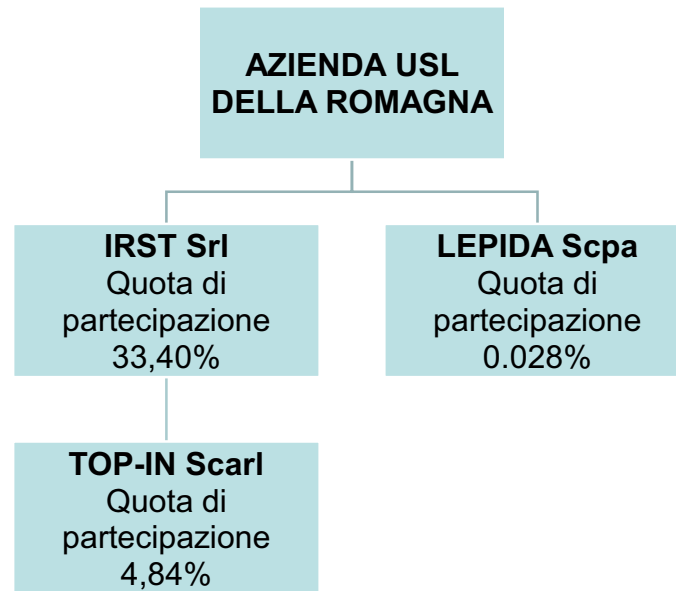 AZIENDA USL
DELLA ROMAGNA
IRST Srl
Quota di
partecipazione
33,40%
LEPIDA Scpa
Quota di
partecipazione
0.028%
TOP-IN Scarl
Quota di
partecipazione
4,84%